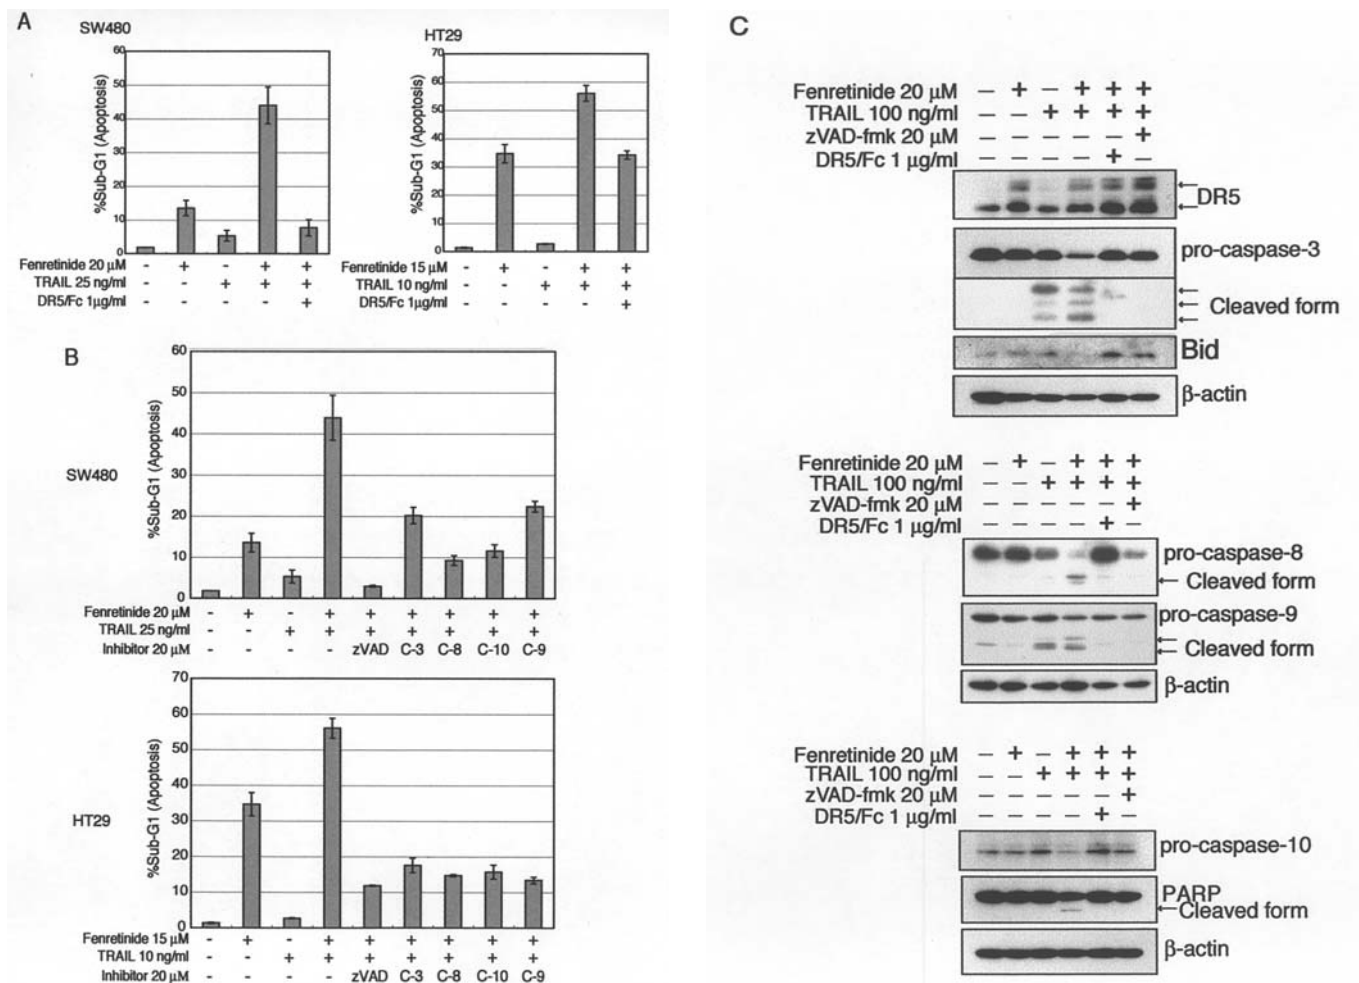 A
SW480
%Sub-G1 (Apoptosis)
60
50
40
30
20
10
0
Fenretinide 20 μM - + - + +
TRAIL 25 ng/ml - - + + +
DR5/Fc 1μg/ml - - - - +
HT29
%Sub-G1 (Apoptosis)
70
60
50
40
30
20
10
0
Fenretinide 15 μM - + - + +
TRAIL 10 ng/ml - - + + +
DR5/Fc 1μg/ml - - - - +
B
SW480
%Sub-G1 (Apoptosis)
60
50
40
30
20
10
0
Fenretinide 20 μM - + - + + + + + +
TRAIL 25 ng/ml - - + + + + + + +
Inhibitor 20 μM - - - - zVAD C-3 C-8 C-10 C-9
HT29
%Sub-G1 (Apoptosis)
70
60
50
40
30
20
10
0
Fenretinide 15 μM - + - + + + + + +
TRAIL 10 ng/ml - - + + + + + + +
Inhibitor 20 μM - - - - zVAD C-3 C-8 C-10 C-9
C
Fenretinide 20 μM – + – + + +
TRAIL 100 ng/ml – – + + + +
zVAD-fmk 20 μM – – – – – +
DR5/Fc 1 μg/ml – – – – + –
DR5
pro-caspase-3
Cleaved form
Bid
β-actin
Fenretinide 20 μM – + – + + +
TRAIL 100 ng/ml – – + + + +
zVAD-fmk 20 μM – – – – – +
DR5/Fc 1 μg/ml – – – – + –
pro-caspase-8
Cleaved form
pro-caspase-9
Cleaved form
β-actin
Fenretinide 20 μM – + – + + +
TRAIL 100 ng/ml – – + + + +
zVAD-fmk 20 μM – – – – – +
DR5/Fc 1 μg/ml – – – – + –
pro-caspase-10
PARP
Cleaved form
β-actin